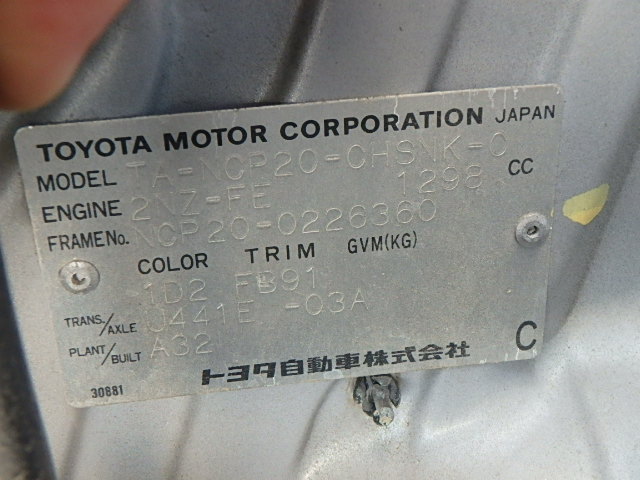 TOYOTA MOTOR CORPORATION JAPAN
MODEL TA-NCP20-CHSNK-C
ENGINE 2NZ-FE 1298 CC
FRAME No. NCP20-0226360
COLOR TRIM GVM(KG)
1D2 FB91
TRANS./AXLE U441E -03A
PLANT/BUILT A32
トヨタ自動車株式会社 C
30881